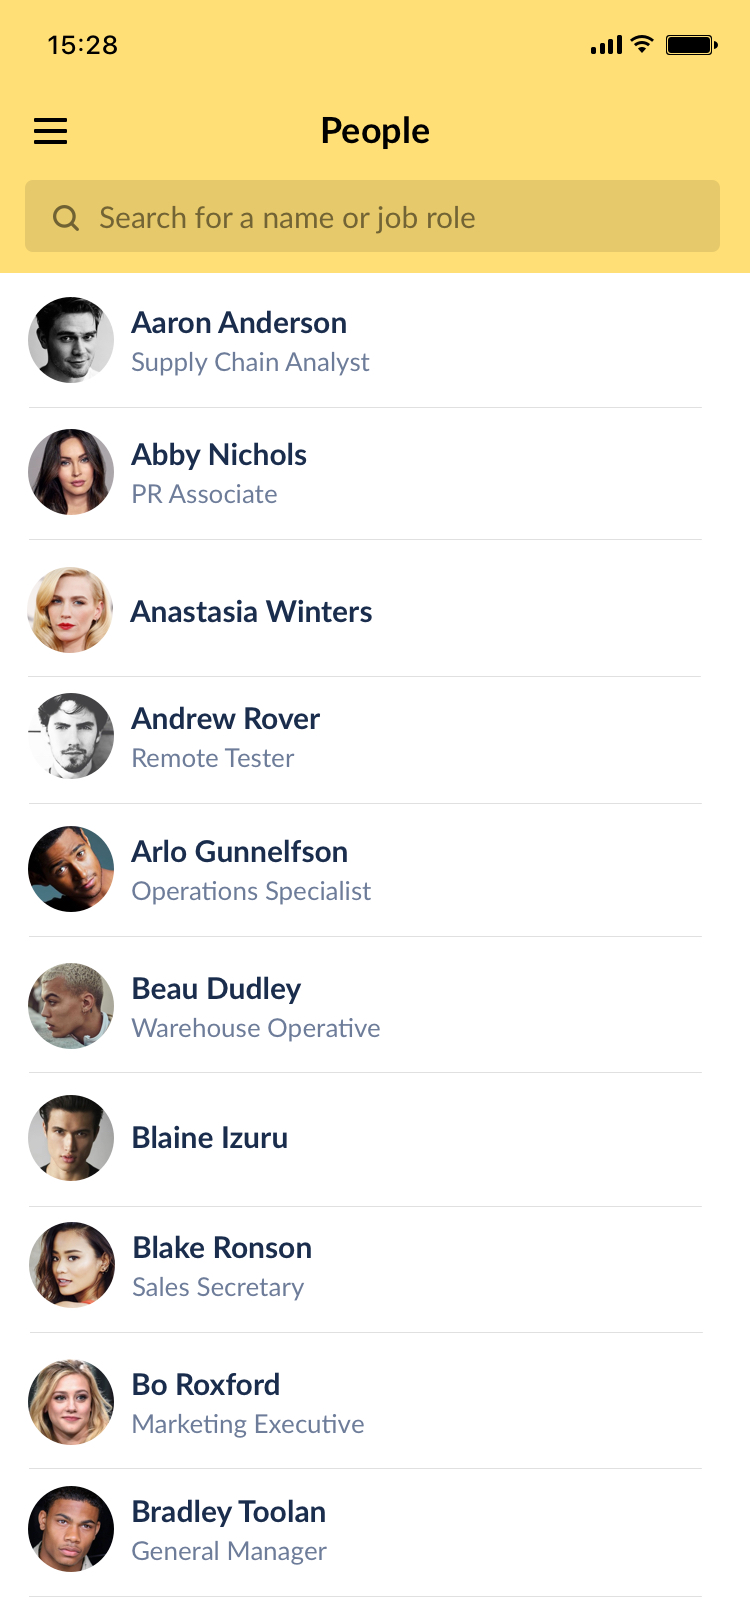 15:28
People
Search for a name or job role
Aaron Anderson
Supply Chain Analyst
Abby Nichols
PR Associate
Anastasia Winters
Andrew Rover
Remote Tester
Arlo Gunnelfson
Operations Specialist
Beau Dudley
Warehouse Operative
Blaine Izuru
Blake Ronson
Sales Secretary
Bo Roxford
Marketing Executive
Bradley Toolan
General Manager